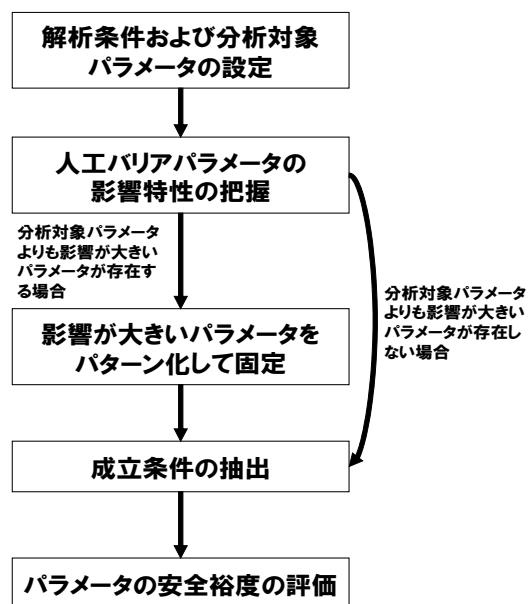 解析条件および分析対象
パラメータの設定
人工バリアパラメータの
影響特性の把握
分析対象パラメータ
よりも影響が大きい
パラメータが存在す
る場合
分析対象パラメータ
よりも影響が大きい
パラメータが存在し
ない場合
影響が大きいパラメータを
パターン化して固定
成立条件の抽出
パラメータの安全裕度の評価